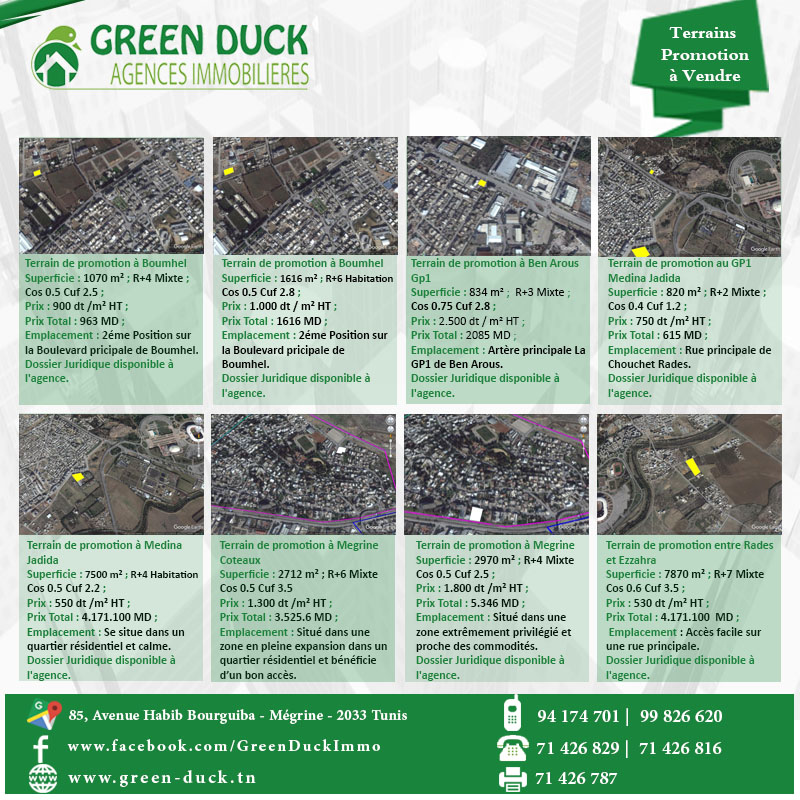 GREEN DUCK
AGENCES IMMOBILIERES
Terrains
Promotion
à Vendre
Google Earth
Terrain de promotion à Boumhel
Superficie : 1070 m² ; R+4 Mixte ;
Cos 0.5 Cuf 2.5 ;
Prix : 900 dt /m² HT ;
Prix Total : 963 MD ;
Emplacement : 2éme Position sur
la Boulevard pricipale de Boumhel.
Dossier Juridique disponible à
l'agence.
Google Earth
Terrain de promotion à Boumhel
Superficie : 1616 m² ; R+6 Habitation
Cos 0.5 Cuf 2.8 ;
Prix : 1.000 dt / m² HT ;
Prix Total : 1616 MD ;
Emplacement : 2éme Position sur
la Boulevard pricipale de
Boumhel.
Dossier Juridique disponible à
l'agence.
Terrain de promotion à Ben Arous
Gp1
Superficie : 834 m² ; R+3 Mixte ;
Cos 0.75 Cuf 2.8 ;
Prix : 2.500 dt / m² HT ;
Prix Total : 2085 MD ;
Emplacement : Artère principale La
GP1 de Ben Arous.
Dossier Juridique disponible à
l'agence.
Google Earth
Terrain de promotion au GP1
Medina Jadida
Superficie : 820 m² ; R+2 Mixte ;
Cos 0.4 Cuf 1.2 ;
Prix : 750 dt/m² HT ;
Prix Total : 615 MD ;
Emplacement : Rue principale de
Chouchet Rades.
Dossier Juridique disponible à
l'agence.
Google Earth
Terrain de promotion à Medina
Jadida
Superficie : 7500 m² ; R+4 Habitation
Cos 0.5 Cuf 2.2 ;
Prix : 550 dt /m² HT ;
Prix Total : 4.171.100 MD ;
Emplacement : Se situe dans un
quartier résidentiel et calme.
Dossier Juridique disponible à
l'agence.
Terrain de promotion à Megrine
Coteaux
Superficie : 2712 m² ; R+6 Mixte
Cos 0.5 Cuf 3.5
Prix : 1.300 dt /m² HT ;
Prix Total : 3.525.6 MD ;
Emplacement : Situé dans une
zone en pleine expansion dans un
quartier résidentiel et bénéficie
d'un bon accès.
Terrain de promotion à Megrine
Superficie : 2970 m² ; R+4 Mixte
Cos 0.5 Cuf 2.5 ;
Prix : 1.800 dt /m² HT ;
Prix Total : 5.346 MD ;
Emplacement : Situé dans une
zone extrêmement privilégié et
proche des commodités.
Dossier Juridique disponible à
l'agence.
Google Earth
Terrain de promotion entre Rades
et Ezzahra
Superficie : 7870 m² ; R+7 Mixte
Cos 0.6 Cuf 3.5 ;
Prix : 530 dt /m² HT ;
Prix Total : 4.171.100 MD ;
Emplacement : Accès facile sur
une rue principale.
Dossier Juridique disponible à
l'agence.
85, Avenue Habib Bourguiba - Mégrine - 2033 Tunis
www.facebook.com/GreenDuckImmo
www.green-duck.tn
94 174 701 | 99 826 620
71 426 829 | 71 426 816
71 426 787